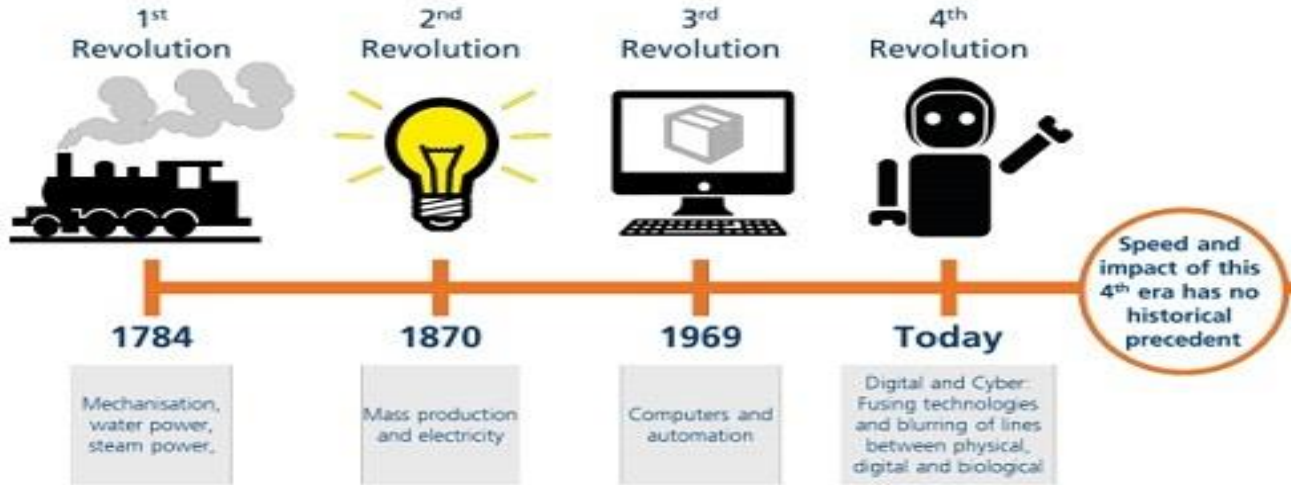 1st
Revolution
2nd
Revolution
3rd
Revolution
4th
Revolution
Speed and
impact of this
4th era has no
historical
precedent
1784
1870
1969
Today
Mechanisation,
water power,
steam power,
Mass production
and electricity
Computers and
automation
Digital and Cyber:
Fusing technologies
and blurring of lines
between physical,
digital and biological